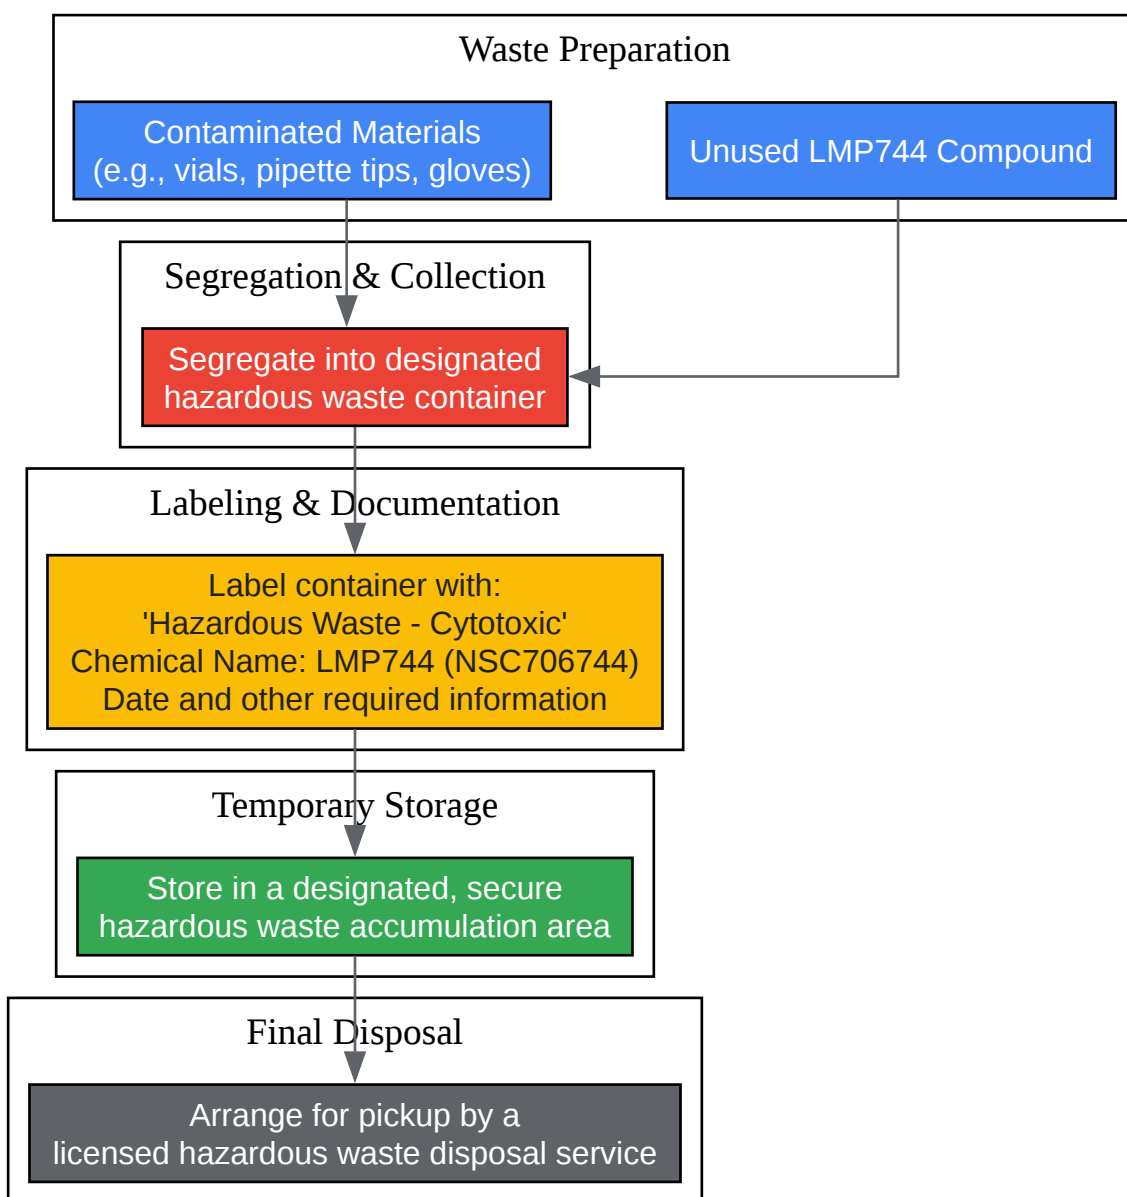 Waste Preparation
Contaminated Materials
(e.g., vials, pipette tips, gloves)
Unused LMP744 Compound
Segregation & Collection
Segregate into designated
hazardous waste container
Labeling & Documentation
Label container with:
'Hazardous Waste - Cytotoxic'
Chemical Name: LMP744 (NSC706744)
Date and other required information
Temporary Storage
Store in a designated, secure
hazardous waste accumulation area
Final Disposal
Arrange for pickup by a
licensed hazardous waste disposal service